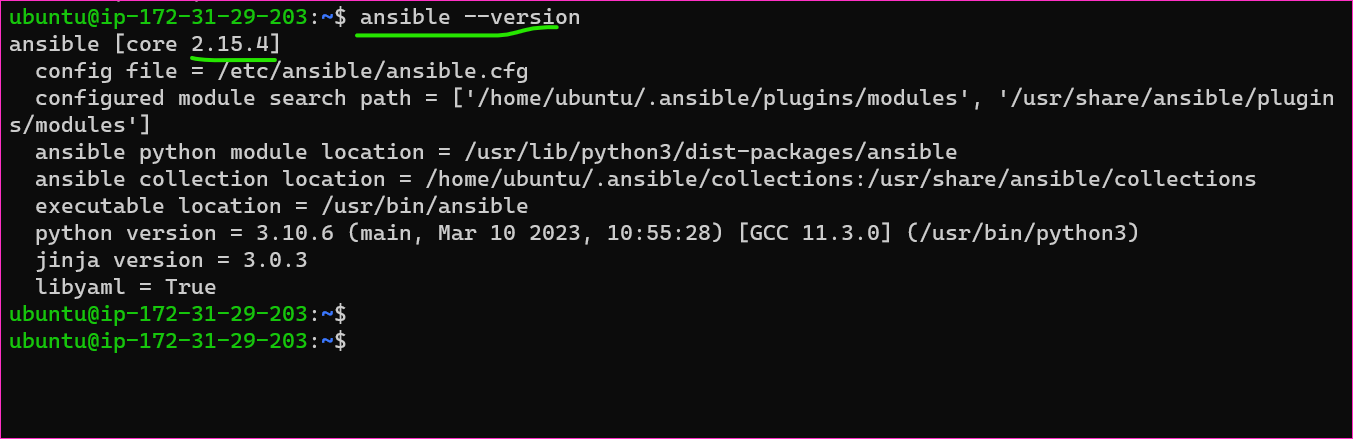 ubuntu@ip-172-31-29-203:~$ ansible --version
ansible [core 2.15.4]
  config file = /etc/ansible/ansible.cfg
  configured module search path = ['/home/ubuntu/.ansible/plugins/modules', '/usr/share/ansible/plugin
s/modules']
  ansible python module location = /usr/lib/python3/dist-packages/ansible
  ansible collection location = /home/ubuntu/.ansible/collections:/usr/share/ansible/collections
  executable location = /usr/bin/ansible
  python version = 3.10.6 (main, Mar 10 2023, 10:55:28) [GCC 11.3.0] (/usr/bin/python3)
  jinja version = 3.0.3
  libyaml = True
ubuntu@ip-172-31-29-203:~$
ubuntu@ip-172-31-29-203:~$